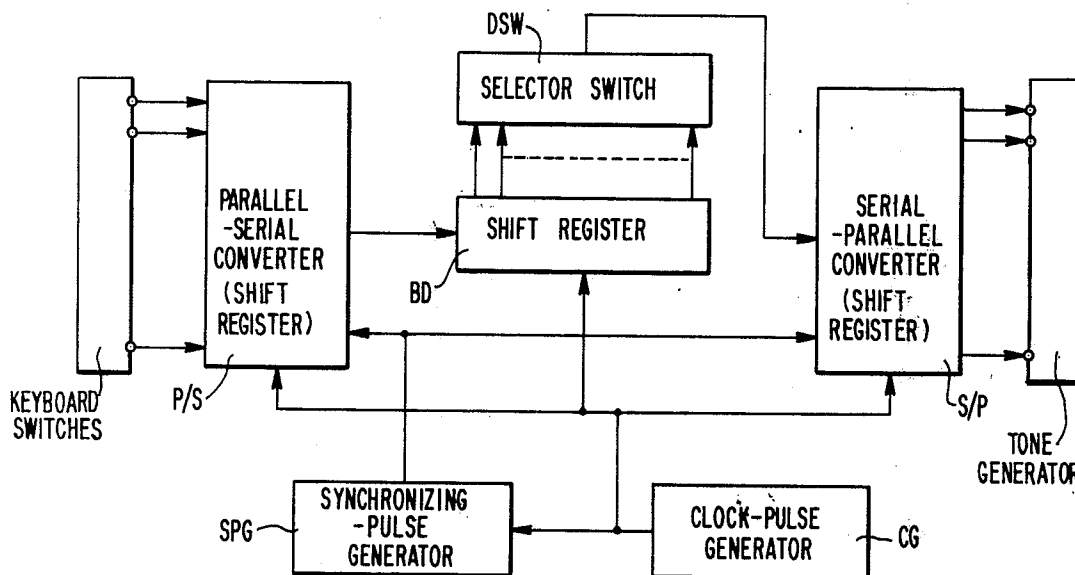 DSW
SELECTOR SWITCH
PARALLEL
-SERIAL
CONVERTER
(SHIFT
REGISTER)
SHIFT REGISTER
BD
SERIAL
-PARALLEL
CONVERTER
(SHIFT
REGISTER)
KEYBOARD
SWITCHES
P/S
S/P
TONE
GENERATOR
SPG
SYNCHRONIZING
-PULSE
GENERATOR
CLOCK-PULSE
GENERATOR
CG